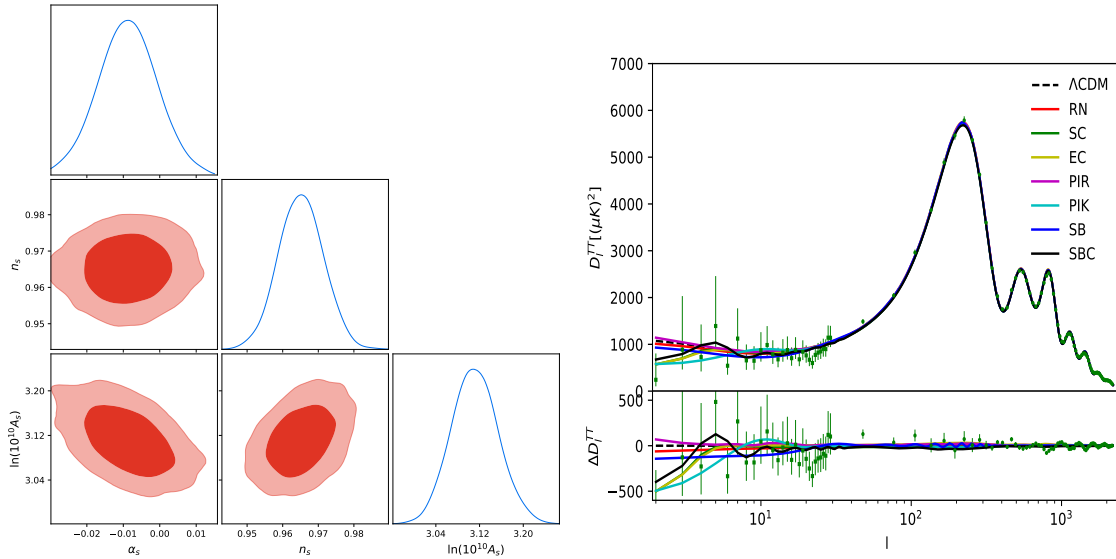 n_s
0.98
0.97
0.96
0.95
ln(10^{10}A_s)
3.20
3.12
3.04
−0.02
−0.01
0.00
0.01
α_s
0.95
0.96
0.97
0.98
n_s
3.04
3.12
3.20
ln(10^{10}A_s)
D_l^{TT}[(μK)^2]
7000
6000
5000
4000
3000
2000
1000
0
ΛCDM
RN
SC
EC
PIR
PIK
SB
SBC
ΔD_l^{TT}
500
0
−500
10^1
10^2
10^3
l